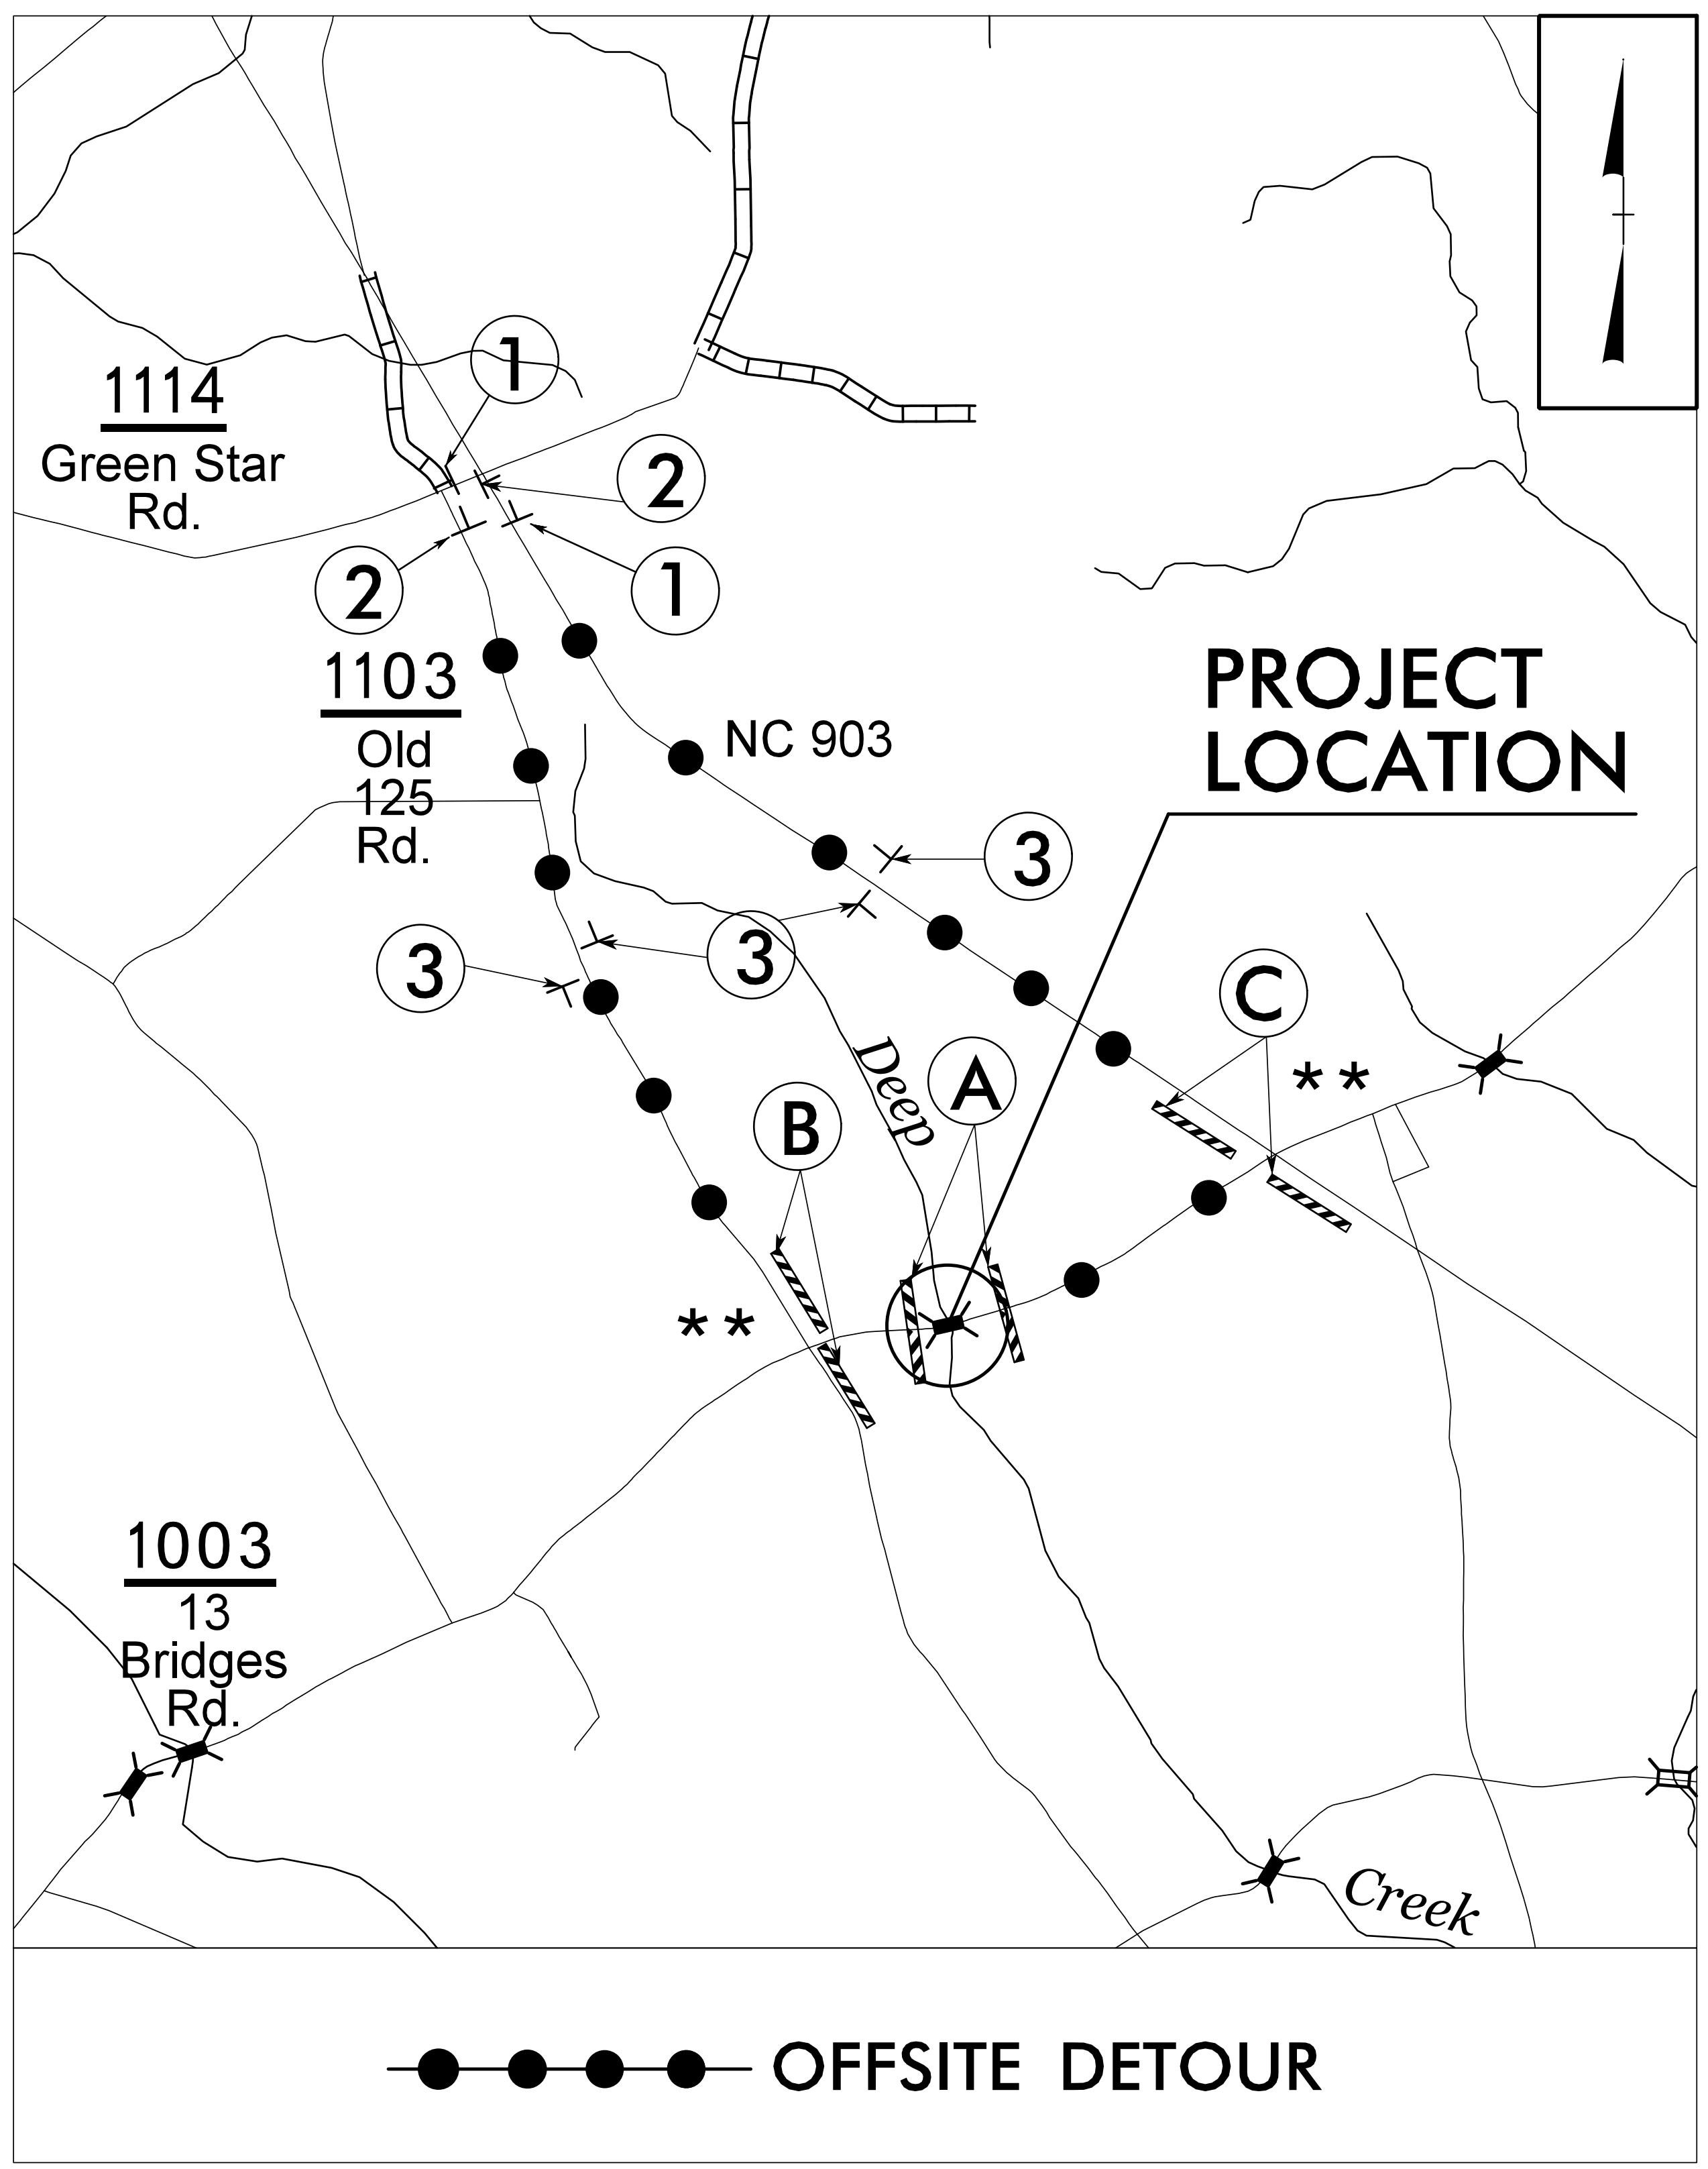 1
1114
Green Star
Rd.
2
2
1
1103
Old
125
Rd.
NC 903
PROJECT
LOCATION
3
3
3
C
**
Deep
A
B
**
1003
13
Bridges
Rd.
Creek
OFFSITE DETOUR